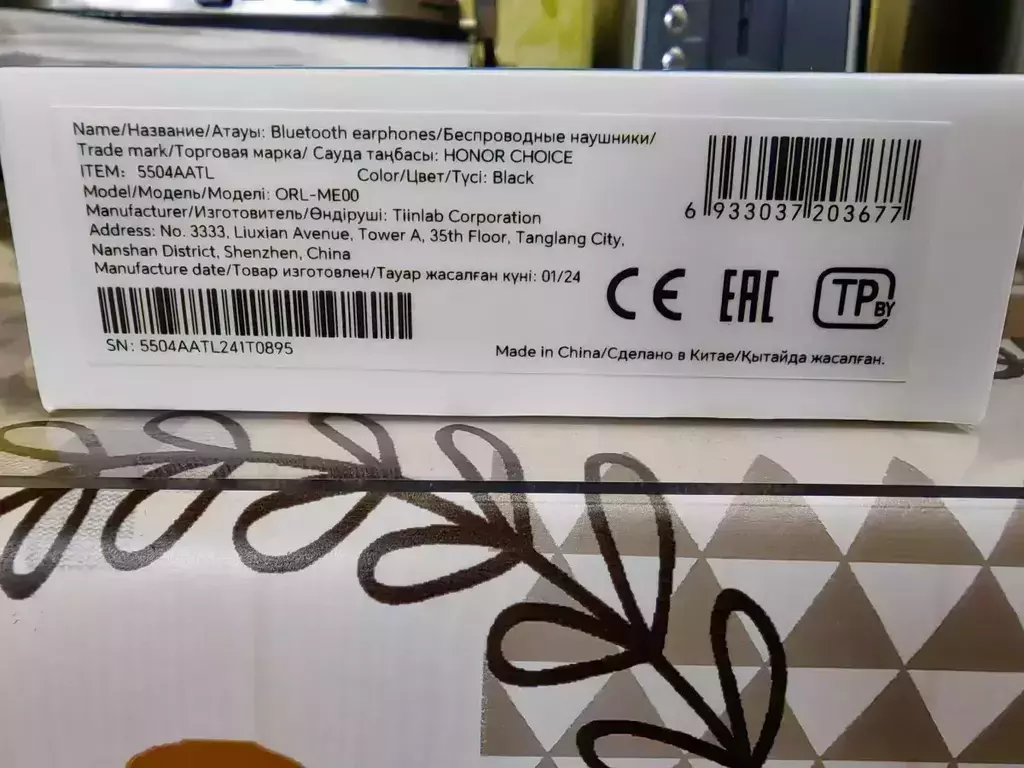 Name/Название/Атауы: Bluetooth earphones/Беспроводные наушники/
Trade mark/Торговая марка/ Сауда таңбасы: HONOR CHOICE
ITEM: 5504AATL Color/Цвет/Түсі: Black
Model/Модель/Моделі: ORL-ME00
Manufacturer/Изготовитель/Өндіруші: Tiinlab Corporation
Address: No. 3333, Liuxian Avenue, Tower A, 35th Floor, Tanglang City,
Nanshan District, Shenzhen, China
Manufacture date/Товар изготовлен/Тауар жасалған күні: 01/24
SN: 5504AATL241T0895
6 933037 203677
CE EAC TP BY
Made in China/Сделано в Китае/Қытайда жасалған.